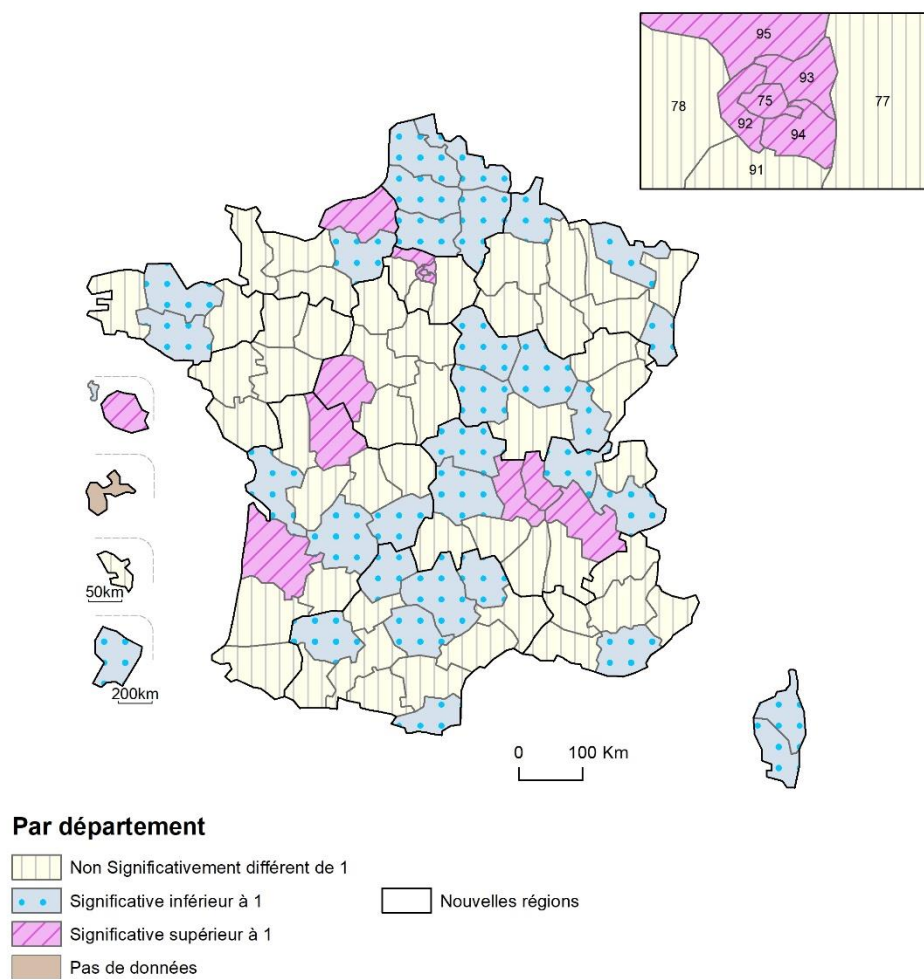 95
93
75
78
77
92
94
91
50km
200km
0 100 Km
Par département
Non Significativement différent de 1
Significative inférieur à 1
Nouvelles régions
Significative supérieur à 1
Pas de données